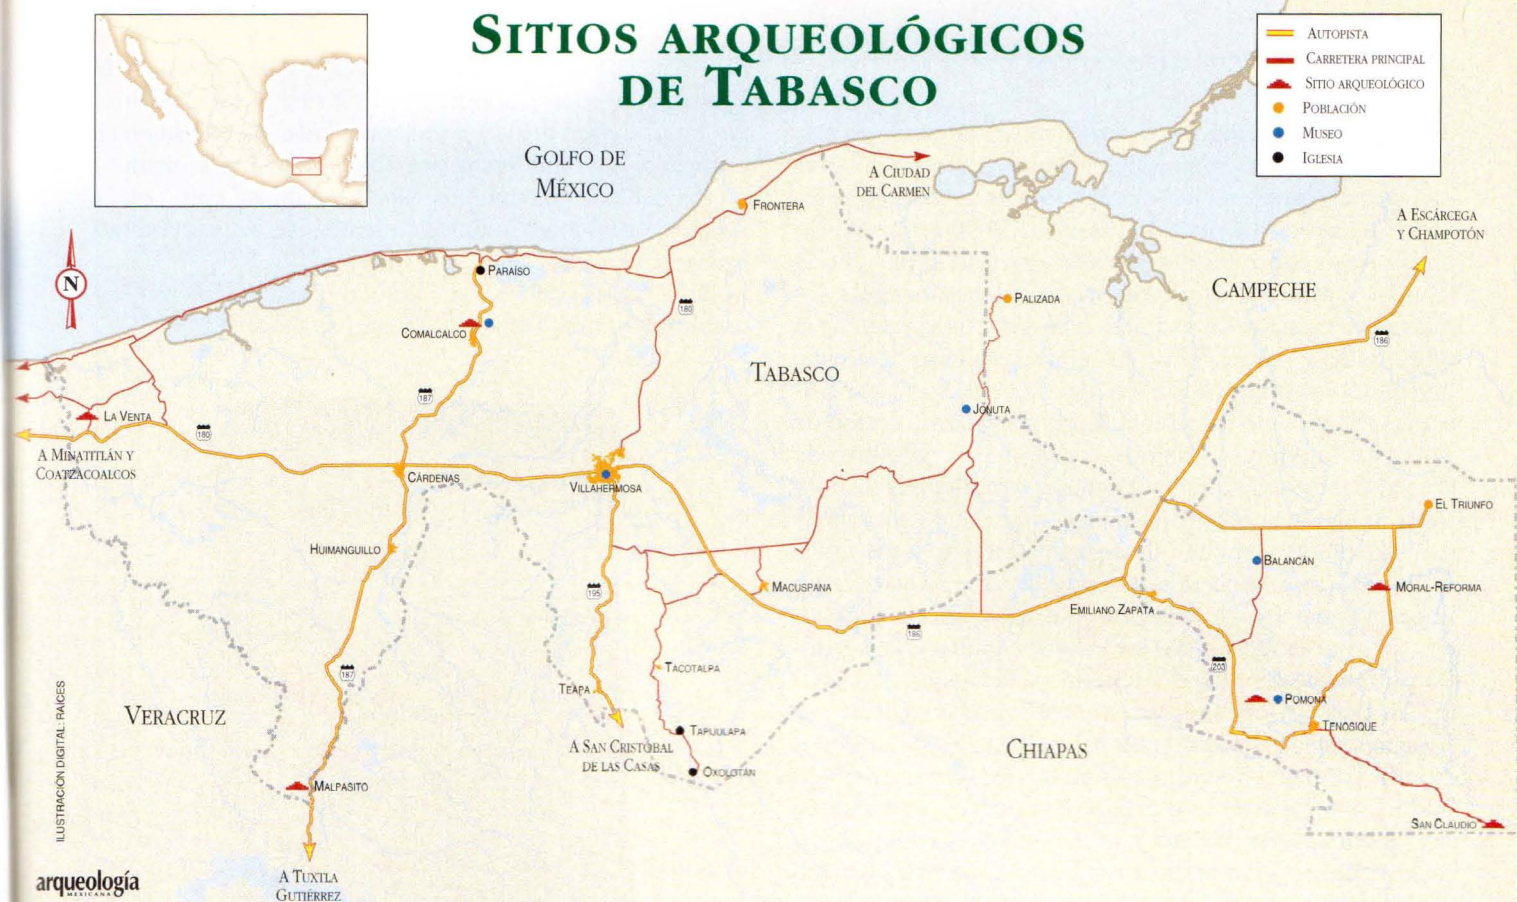 SITIOS ARQUEOLÓGICOS
DE TABASCO
AUTOPISTA
CARRETERA PRINCIPAL
SITIO ARQUEOLÓGICO
POBLACIÓN
MUSEO
IGLESIA
GOLFO DE
MÉXICO
A CIUDAD
DEL CARMEN
FRONTERA
A ESCÁRCEGA
Y CHAMPOTÓN
N
PARAÍSO
CAMPECHE
PALIZADA
180
COMALCALCO
186
TABASCO
187
JONUTA
LA VENTA
180
A MINATITLÁN Y
COATZACOALCOS
CÁRDENAS
VILLAHERMOSA
EL TRIUNFO
HUIMANGUILLO
BALANCÁN
195
MACUSPANA
MORAL-REFORMA
EMILIANO ZAPATA
186
187
TACOTALPA
203
TEAPA
POMONA
VERACRUZ
TAPIJULAPA
TENOSIQUE
A SAN CRISTÓBAL
DE LAS CASAS
CHIAPAS
OXOLOTÁN
MALPASITO
SAN CLAUDIO
ILUSTRACIÓN DIGITAL: RAÍCES
A TUXTLA
GUTIÉRREZ
arqueología
MEXICANA